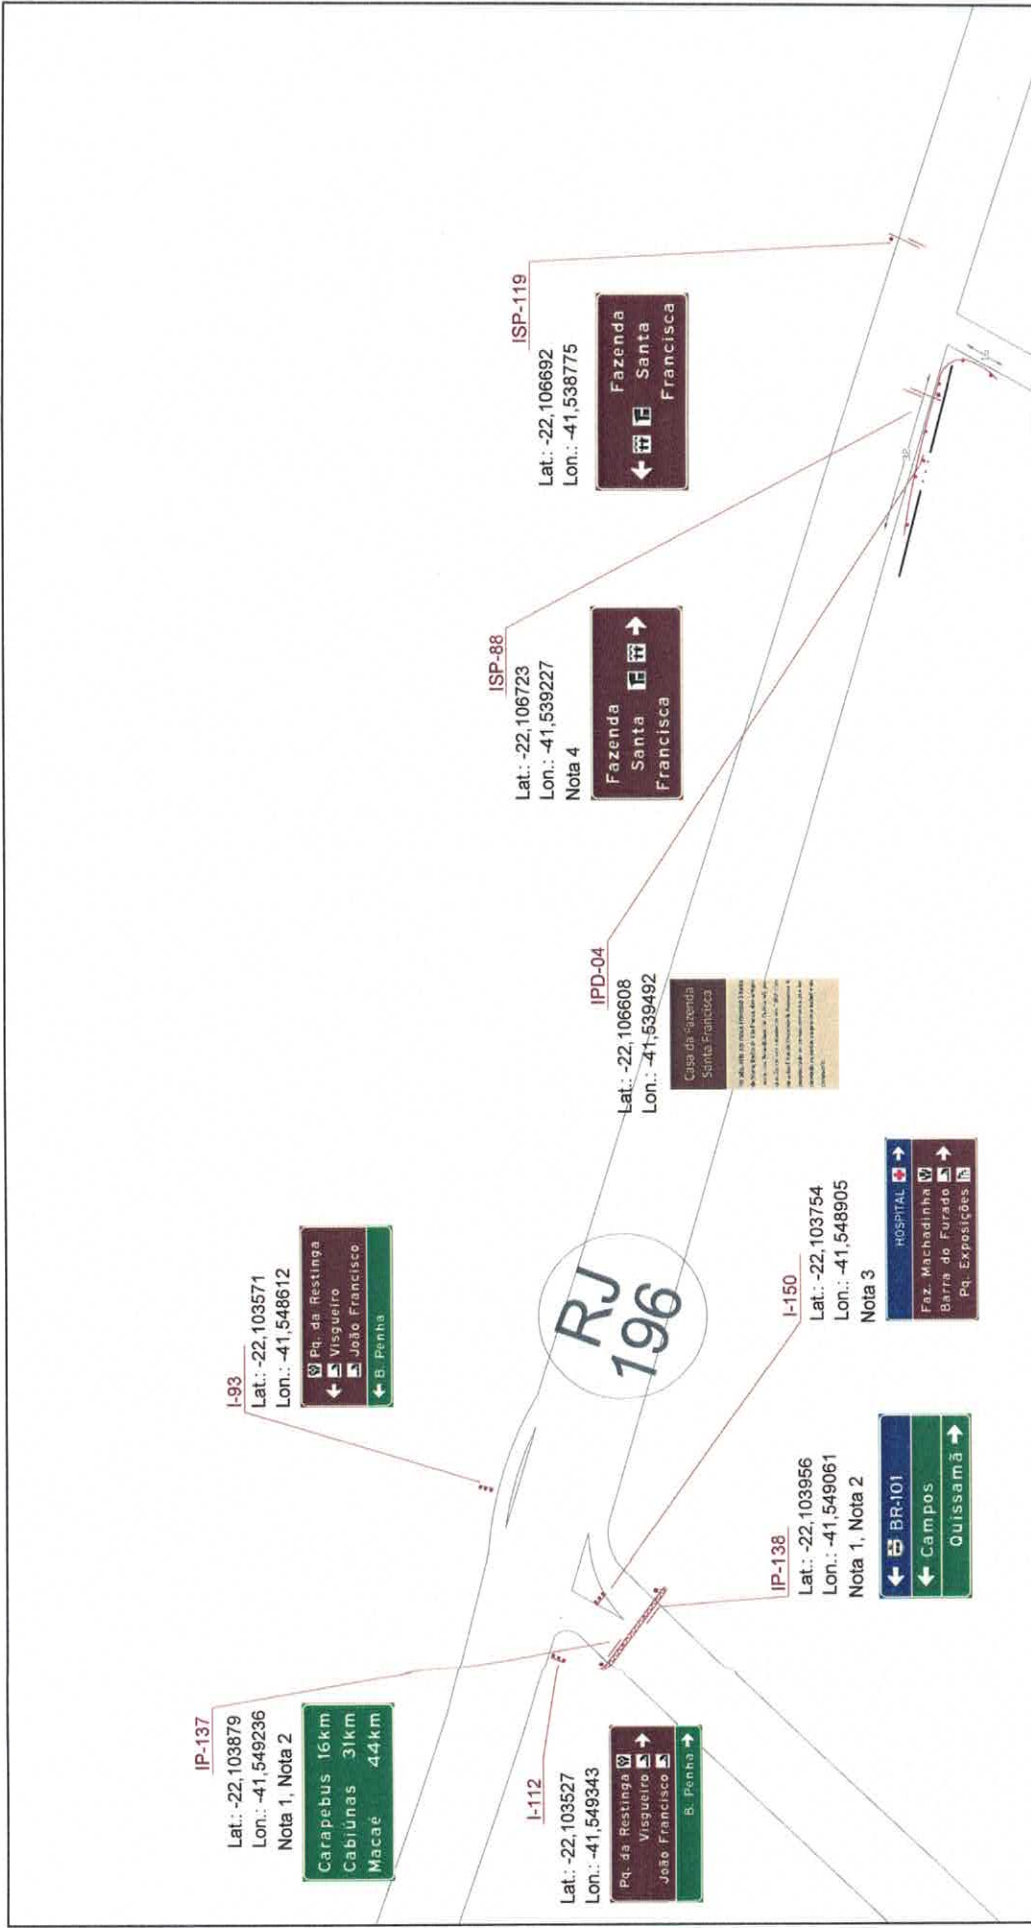 IP-137
Lat.: -22,103879
Lon.: -41,549236
Nota 1, Nota 2
Carapebus 16km
Cabiúnas 31km
Macaé 44km
I-93
Lat.: -22,103571
Lon.: -41,548612
Pq. da Restinga
Visgueiro
João Francisco
B. Penha
ISP-88
Lat.: -22,106723
Lon.: -41,539227
Nota 4
Fazenda
Santa
Francisca
ISP-119
Lat.: -22,106692
Lon.: -41,538775
Fazenda
Santa
Francisca
I-112
Lat.: -22,103527
Lon.: -41,549343
Pq. da Restinga
Visgueiro
João Francisco
B. Penha
RJ
196
IPD-04
Lat.: -22,106608
Lon.: -41,539492
Casa da Fazenda
Santa Francisca
IP-138
Lat.: -22,103956
Lon.: -41,549061
Nota 1, Nota 2
BR-101
Campos
Quissamã
I-150
Lat.: -22,103754
Lon.: -41,548905
Nota 3
HOSPITAL
Faz. Machadinha
Barra do Furado
Pq. Exposições
32